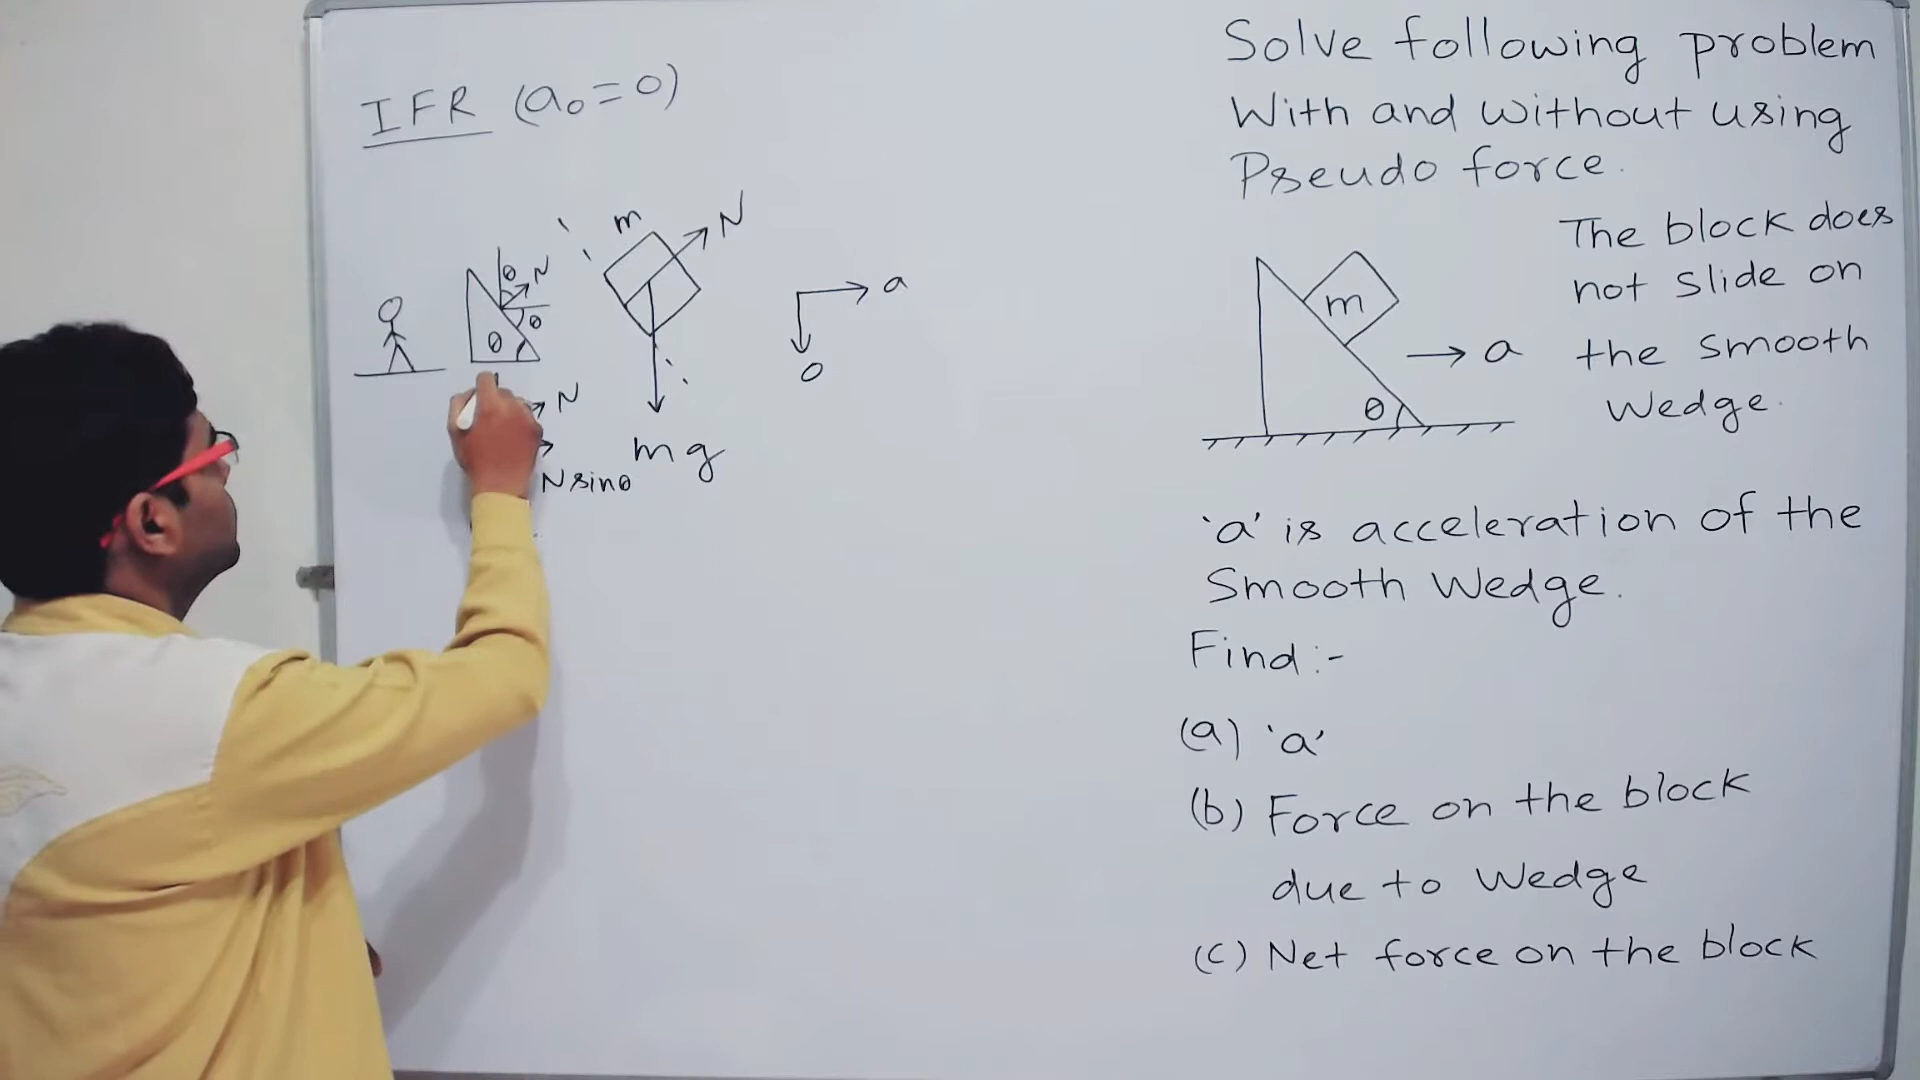 IFR (a₀=0)
m
N
θ
N
θ
θ
a
0
N
N sinθ
mg
Solve following problem
With and without using
Pseudo force.
The block does
not slide on
the smooth
Wedge.
m
a
θ
'a' is acceleration of the
Smooth Wedge.
Find :-
(a) 'a'
(b) Force on the block
due to Wedge
(c) Net force on the block